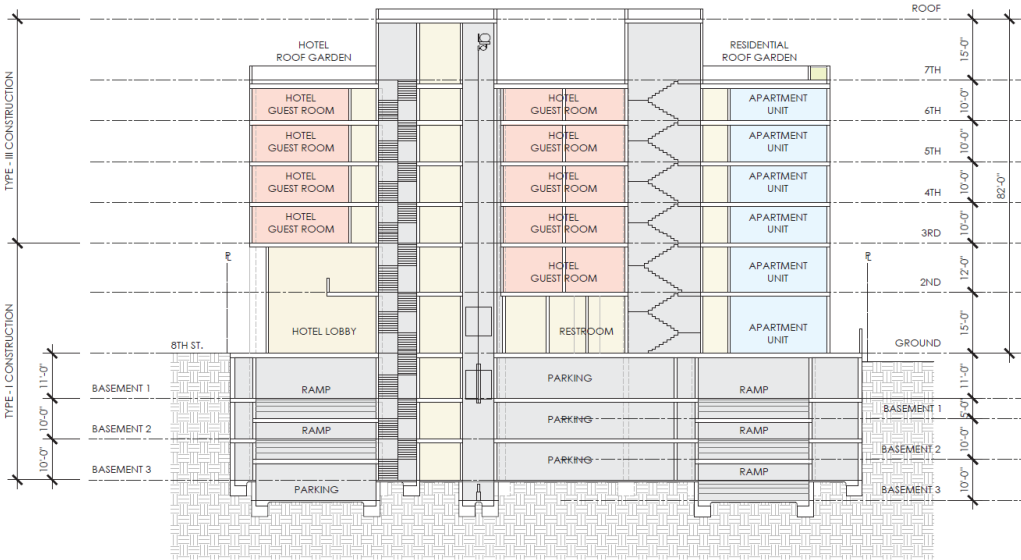 ROOF
HOTEL
ROOF GARDEN
RESIDENTIAL
ROOF GARDEN
15'-0"
7TH
HOTEL
GUEST ROOM
HOTEL
GUEST ROOM
APARTMENT
UNIT
10'-0"
6TH
HOTEL
GUEST ROOM
HOTEL
GUEST ROOM
APARTMENT
UNIT
10'-0"
5TH
TYPE - III CONSTRUCTION
HOTEL
GUEST ROOM
HOTEL
GUEST ROOM
APARTMENT
UNIT
10'-0"
4TH
82'-0"
HOTEL
GUEST ROOM
HOTEL
GUEST ROOM
APARTMENT
UNIT
10'-0"
3RD
PL
PL
HOTEL
GUEST ROOM
APARTMENT
UNIT
12'-0"
2ND
HOTEL LOBBY
RESTROOM
APARTMENT
UNIT
15'-0"
8TH ST.
GROUND
TYPE - I CONSTRUCTION
11'-0"
PARKING
11'-0"
BASEMENT 1
RAMP
RAMP
BASEMENT 1
5'-0"
10'-0"
PARKING
BASEMENT 2
RAMP
RAMP
10'-0"
BASEMENT 2
10'-0"
PARKING
BASEMENT 3
RAMP
10'-0"
PARKING
BASEMENT 3